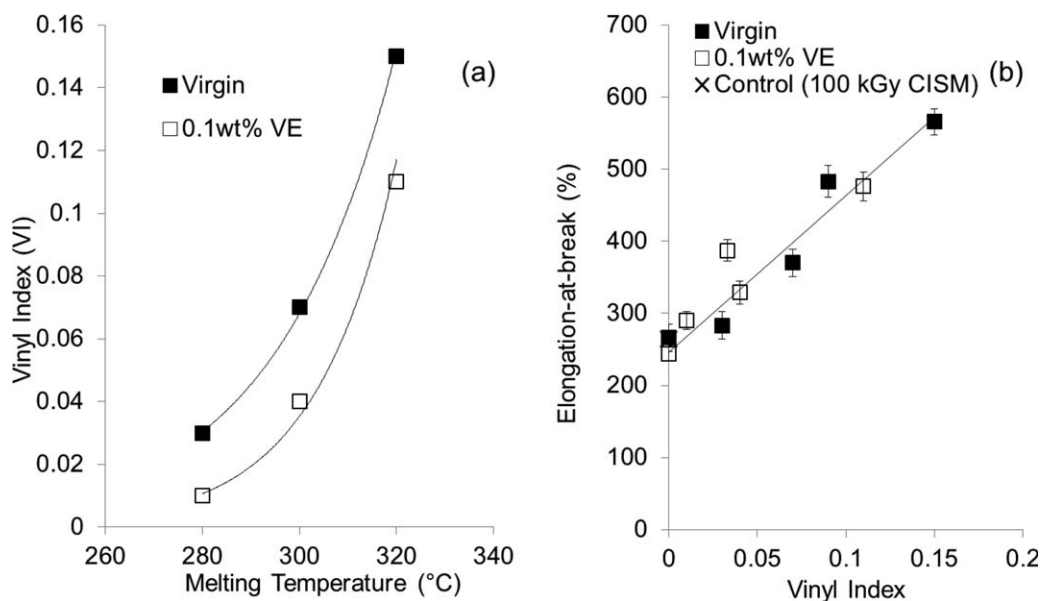 0.16
0.14
0.12
0.1
0.08
0.06
0.04
0.02
0
260 280 300 320 340
Vinyl Index (VI)
Melting Temperature (°C)
Virgin
0.1wt% VE
(a)
700
600
500
400
300
200
100
0
0 0.05 0.1 0.15 0.2
Elongation-at-break (%)
Vinyl Index
Virgin
0.1wt% VE
Control (100 kGy CISM)
(b)